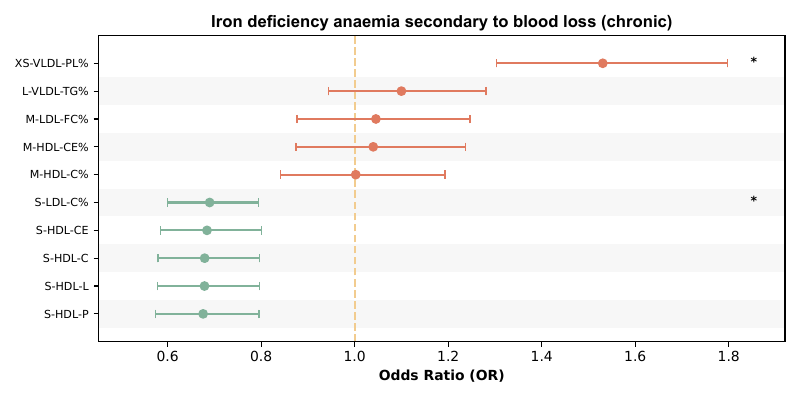 Iron deficiency anaemia secondary to blood loss (chronic)
XS-VLDL-PL% *
L-VLDL-TG%
M-LDL-FC%
M-HDL-CE%
M-HDL-C%
S-LDL-C% *
S-HDL-CE
S-HDL-C
S-HDL-L
S-HDL-P
0.6 0.8 1.0 1.2 1.4 1.6 1.8
Odds Ratio (OR)